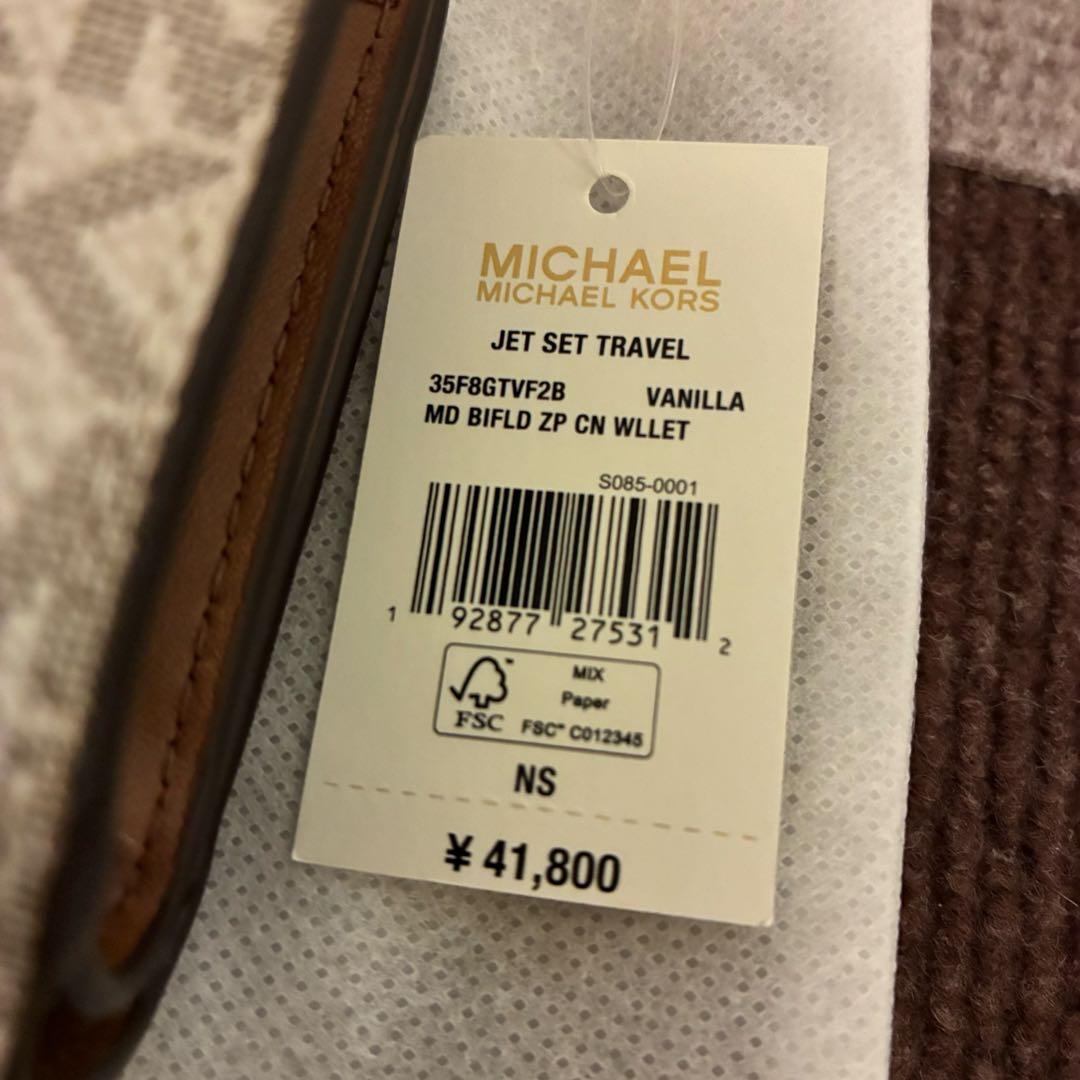 MICHAEL
MICHAEL KORS
JET SET TRAVEL
35F8GTVF2B VANILLA
MD BIFLD ZP CN WLLET
S085-0001
1 92877 27531 2
FSC
MIX
Paper
FSC™ C012345
NS
¥ 41,800